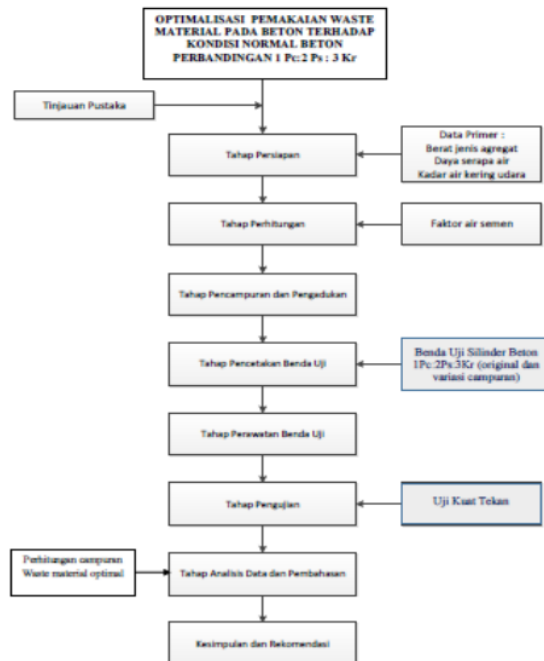 OPTIMALISASI PEMAKAIAN WASTE
MATERIAL PADA BETON TERHADAP
KONDISI NORMAL BETON
PERBANDINGAN 1 Pc:2 Ps : 3 Kr
Tinjauan Pustaka
Tahap Persiapan
Data Primer :
Berat jenis agregat
Daya serapa air
Kadar air kering udara
Tahap Perhitungan
Faktor air semen
Tahap Pencampuran dan Pengadukan
Tahap Pencetakan Benda Uji
Benda Uji Silinder Beton
1Pc:2Ps:3Kr (original dan
variasi campuran)
Tahap Perawatan Benda Uji
Tahap Pengujian
Uji Kuat Tekan
Perhitungan campuran
Waste material optimal
Tahap Analisis Data dan Pembahasan
Kesimpulan dan Rekomendasi